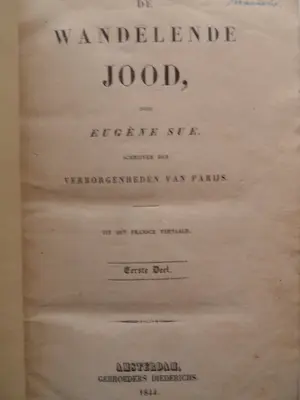 DE
WANDELENDE
JOOD,
DOOR
EUGÈNE SUE.
SCHRIJVER DER
VERBORGENHEDEN VAN PARIJS.
UIT HET FRANSCH VERTAALD.
Eerste Deel.
AMSTERDAM,
GEBROEDERS DIEDERICHS.